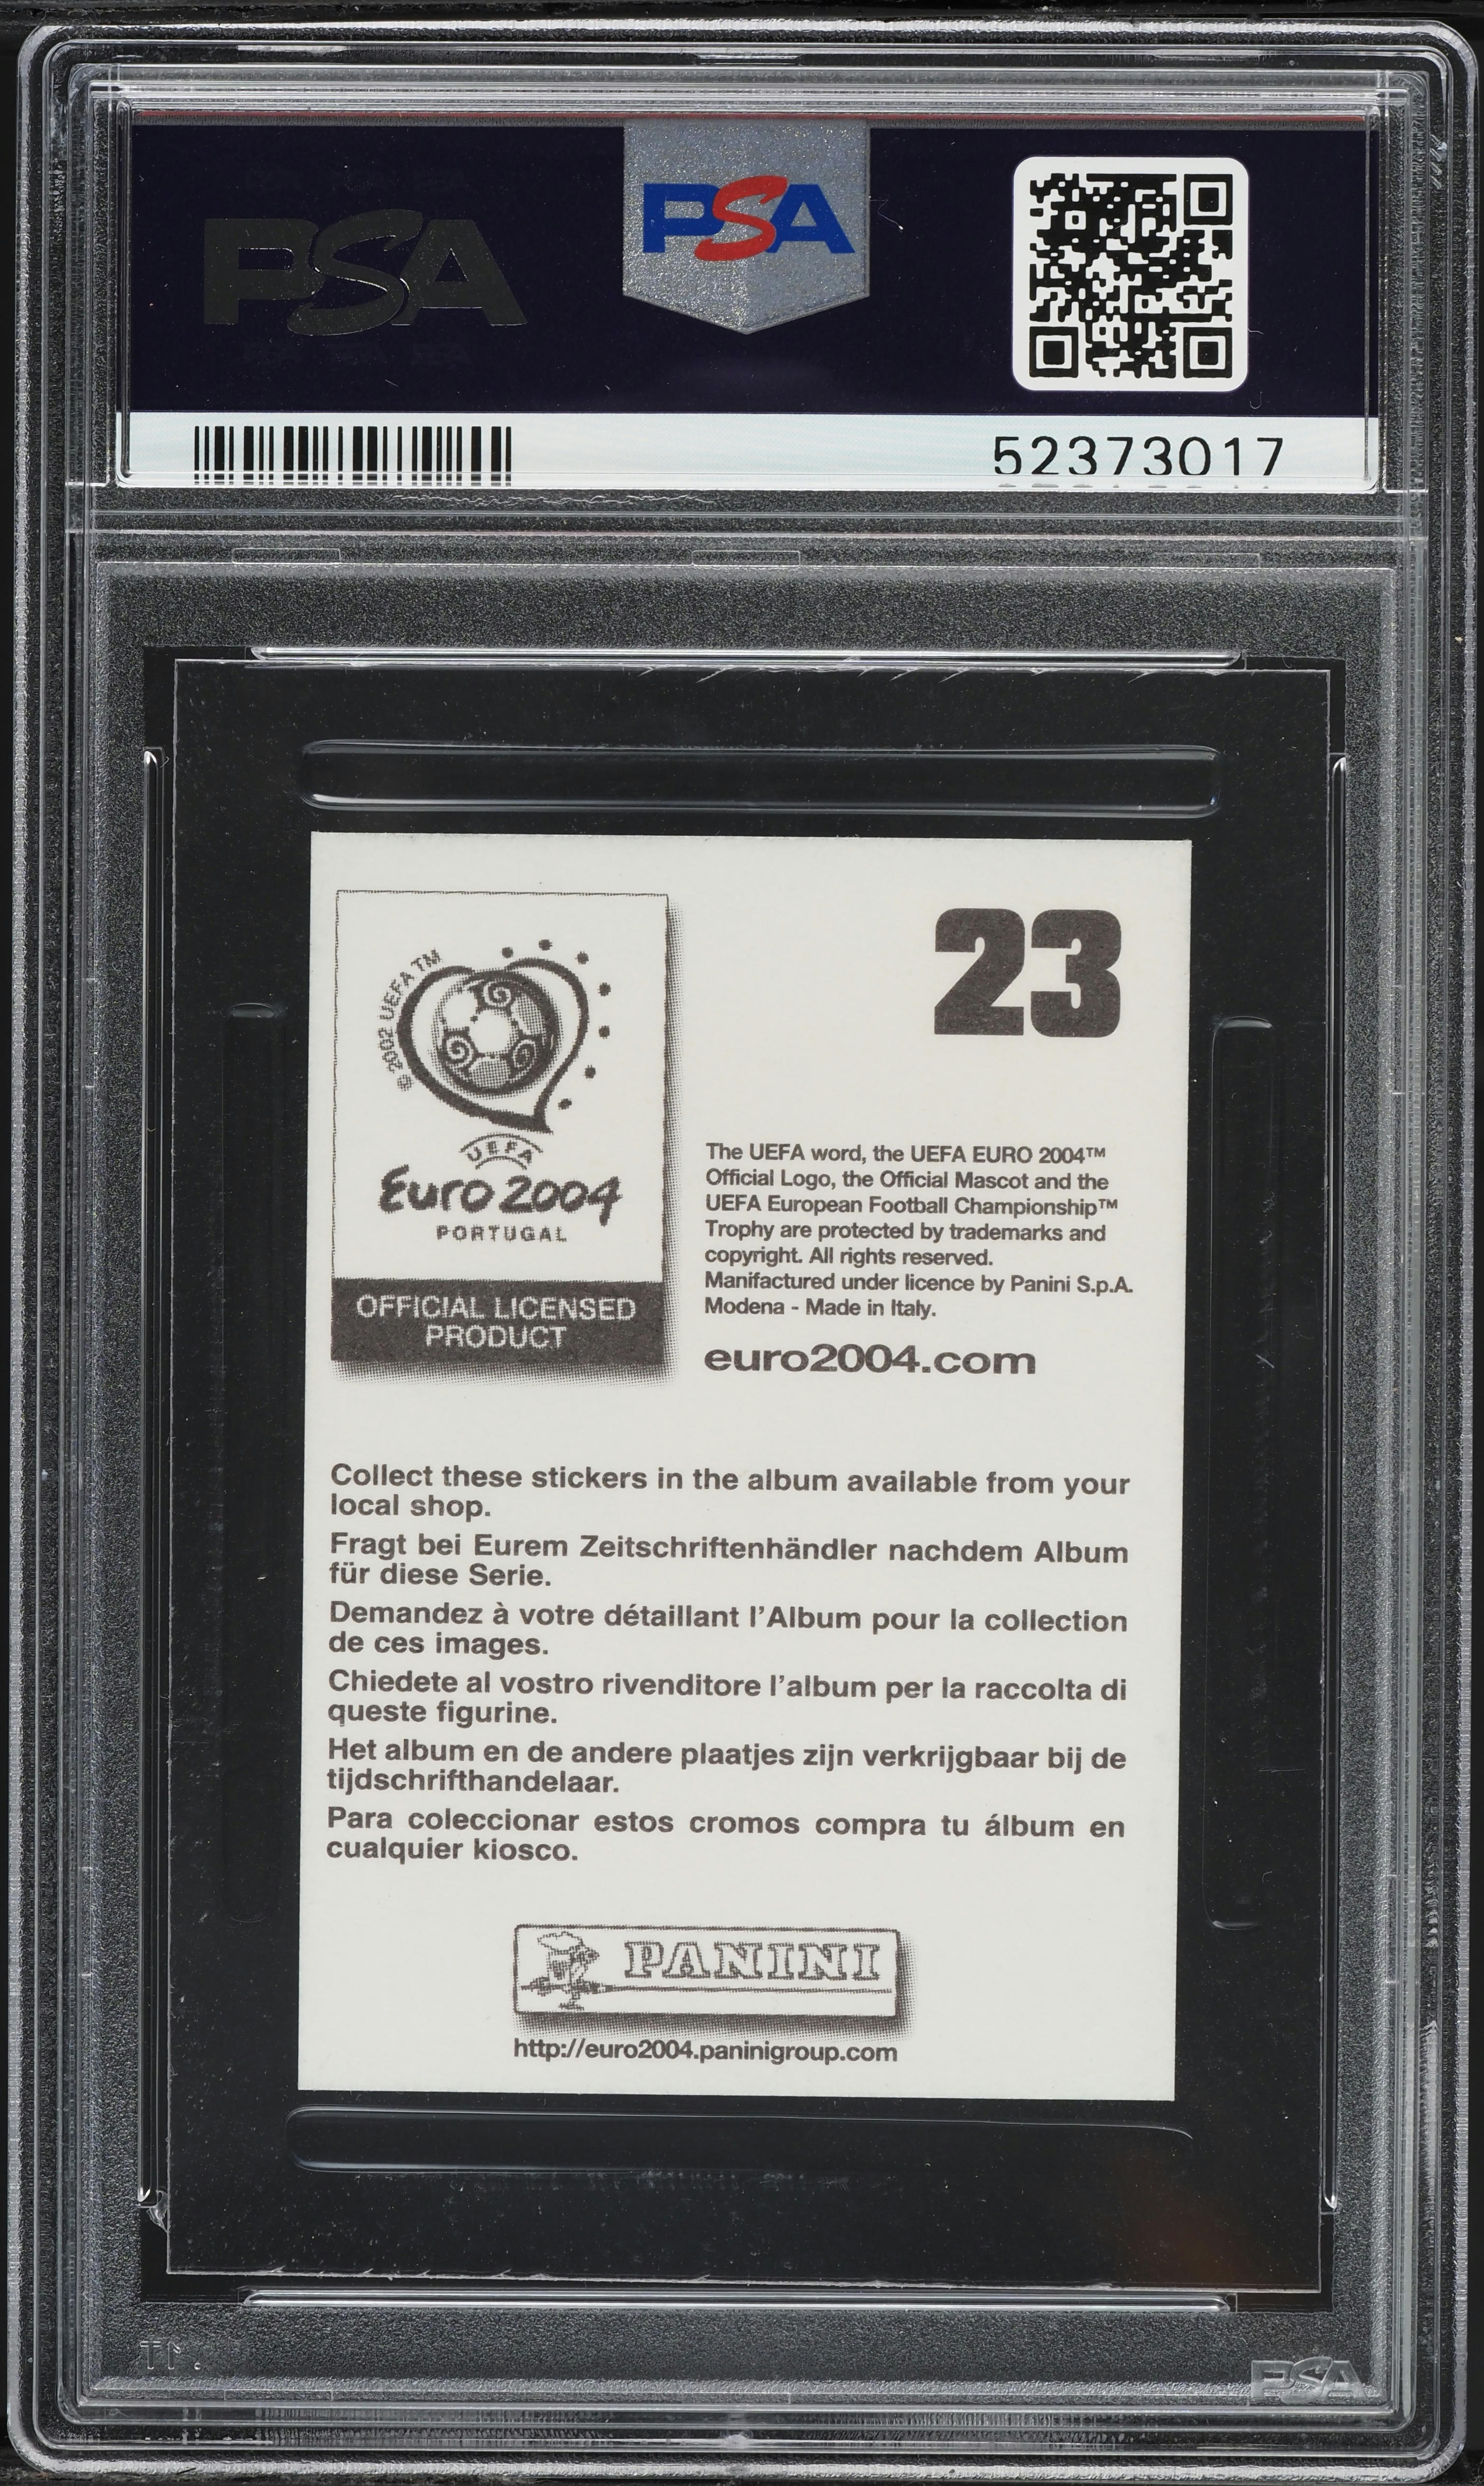 PSA
PSA
52373017
23
© 2002 UEFA TM
UEFA
Euro 2004
PORTUGAL
OFFICIAL LICENSED
PRODUCT
The UEFA word, the UEFA EURO 2004™
Official Logo, the Official Mascot and the
UEFA European Football Championship™
Trophy are protected by trademarks and
copyright. All rights reserved.
Manifactured under licence by Panini S.p.A.
Modena - Made in Italy.
euro2004.com
Collect these stickers in the album available from your
local shop.
Fragt bei Eurem Zeitschriftenhändler nachdem Album
für diese Serie.
Demandez à votre détaillant l'Album pour la collection
de ces images.
Chiedete al vostro rivenditore l'album per la raccolta di
queste figurine.
Het album en de andere plaatjes zijn verkrijgbaar bij de
tijdschrifthandelaar.
Para coleccionar estos cromos compra tu álbum en
cualquier kiosco.
PANINI
http://euro2004.paninigroup.com
PSA